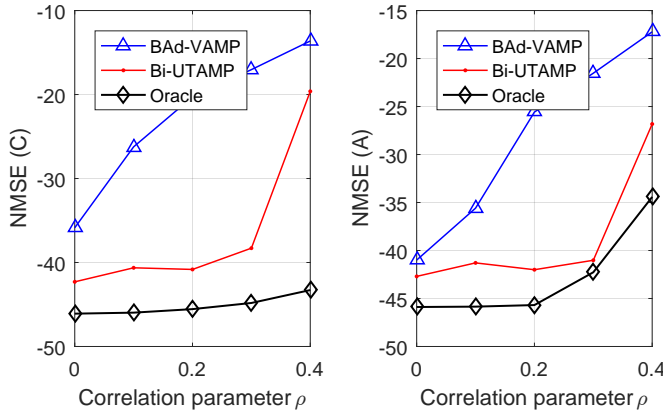 -10
-20
-30
-40
-50
NMSE (C)
BAd-VAMP
Bi-UTAMP
Oracle
0
0.2
0.4
Correlation parameter ρ
-15
-20
-25
-30
-35
-40
-45
-50
NMSE (A)
BAd-VAMP
Bi-UTAMP
Oracle
0
0.2
0.4
Correlation parameter ρ